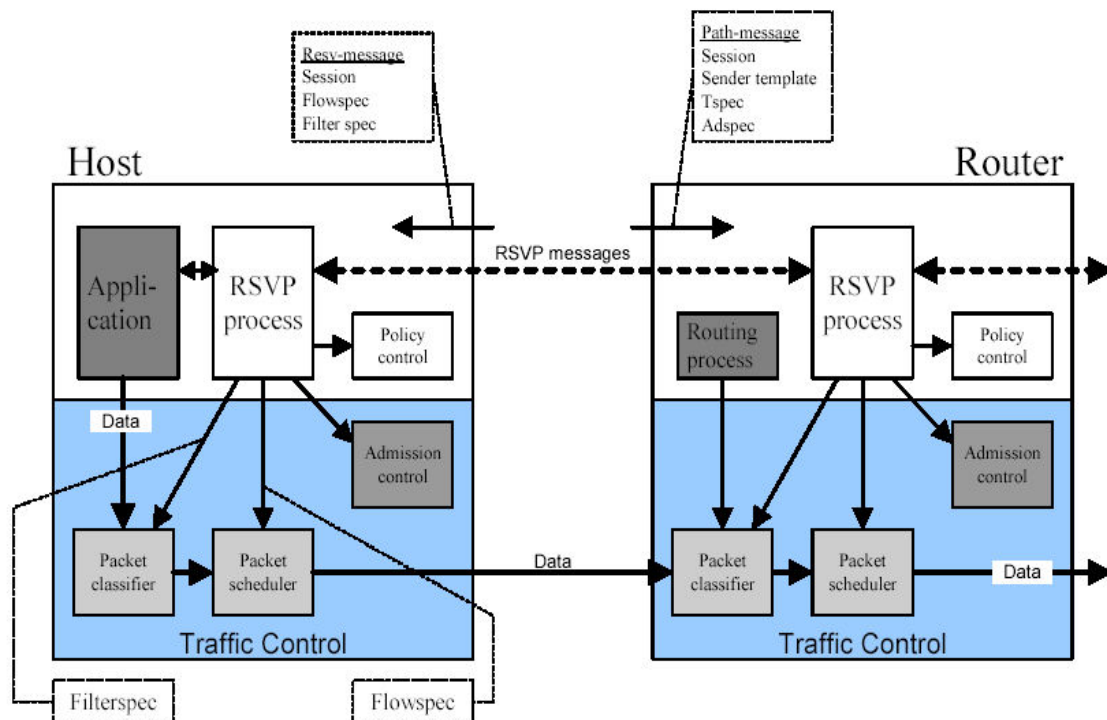 Resv-message
Session
Flowspec
Filter spec
Path-message
Session
Sender template
Tspec
Adspec
Host
Router
RSVP messages
Appli-
cation
RSVP
process
Policy
control
Routing
process
RSVP
process
Policy
control
Data
Admission
control
Admission
control
Packet
classifier
Packet
scheduler
Data
Packet
classifier
Packet
scheduler
Data
Traffic Control
Traffic Control
Filterspec
Flowspec